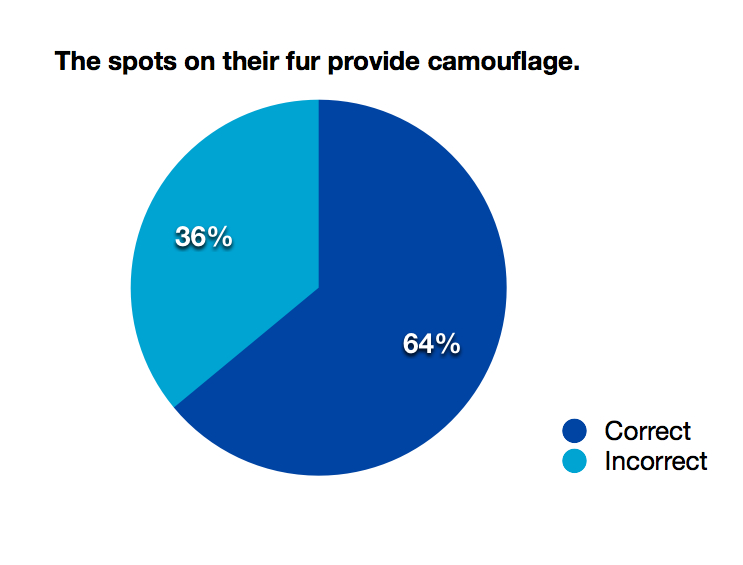 The spots on their fur provide camouflage.
36%
64%
Correct
Incorrect